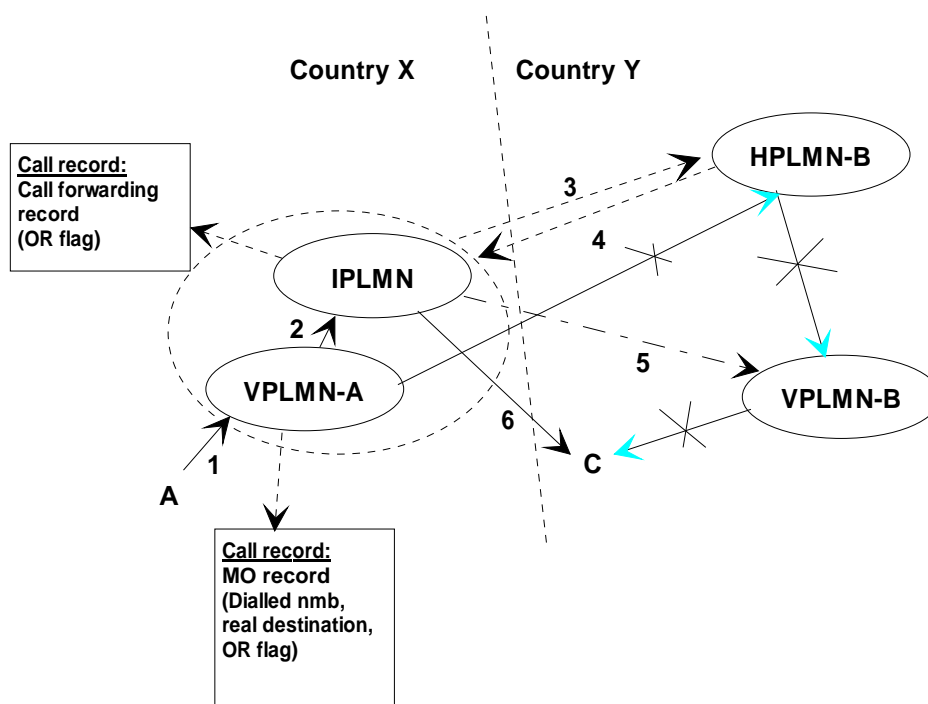 Country X
Country Y
Call record:
Call forwarding
record
(OR flag)
HPLMN-B
3
4
IPLMN
2
5
VPLMN-A
VPLMN-B
6
C
1
A
Call record:
MO record
(Dialled nmb,
real destination,
OR flag)